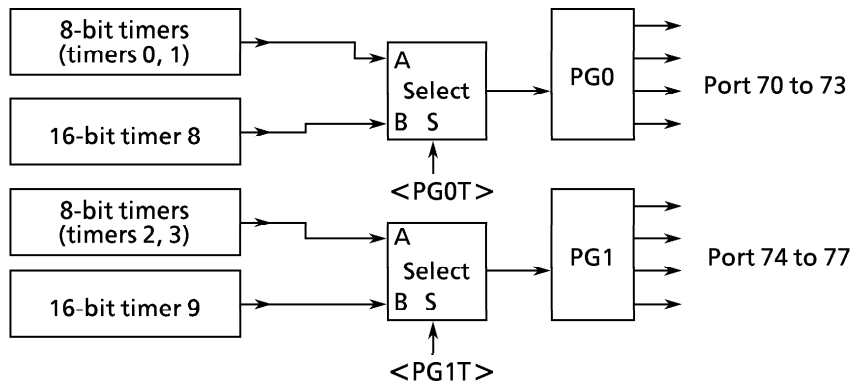 8-bit timers
(timers 0, 1)
16-bit timer 8
A
Select
B S
<PG0T>
PG0
Port 70 to 73
8-bit timers
(timers 2, 3)
16-bit timer 9
A
Select
B S
<PG1T>
PG1
Port 74 to 77